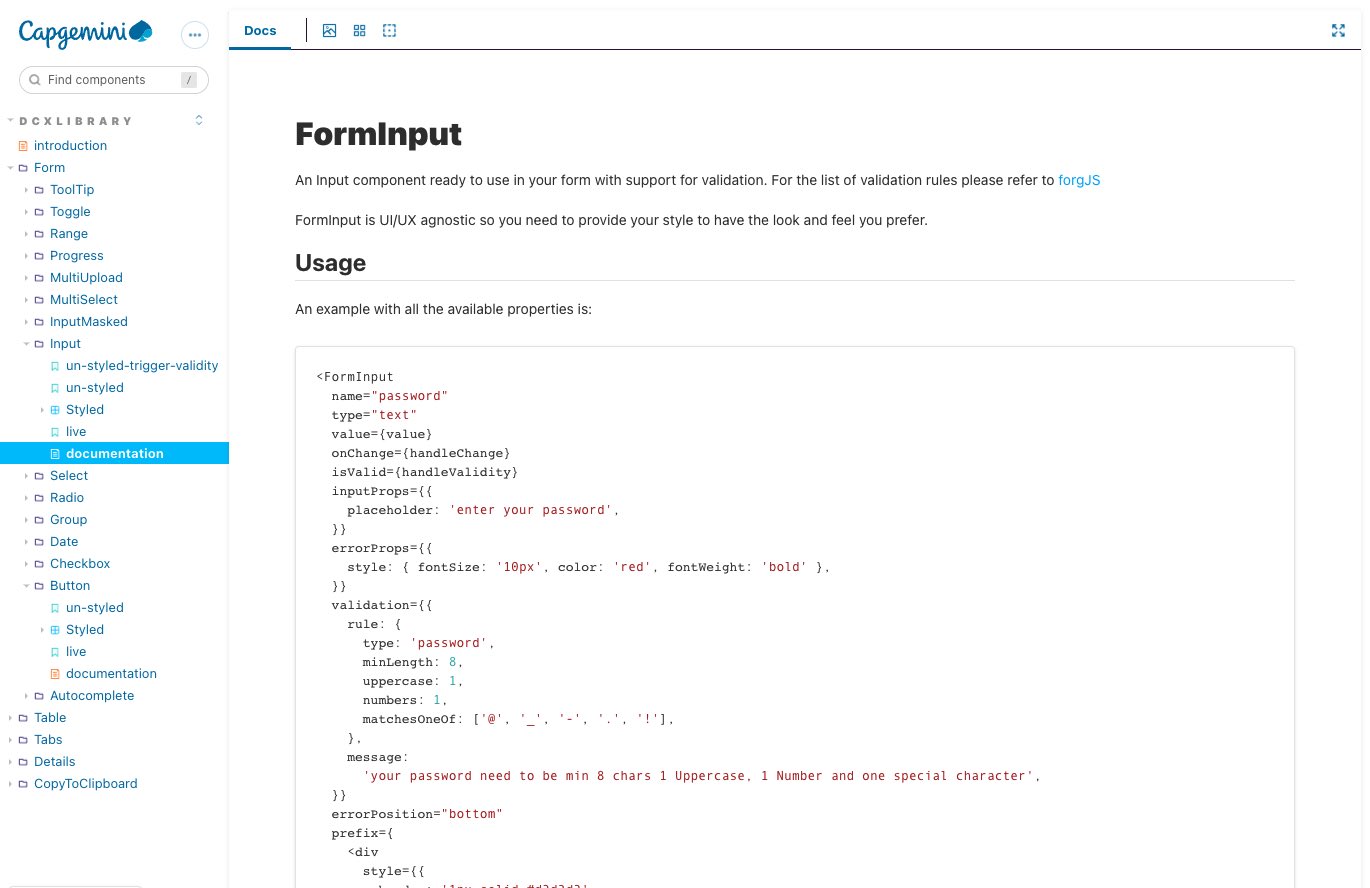 Capgemini
Find components
/
DCXLIBRARY
introduction
Form
ToolTip
Toggle
Range
Progress
MultiUpload
MultiSelect
InputMasked
Input
un-styled-trigger-validity
un-styled
Styled
live
documentation
Select
Radio
Group
Date
Checkbox
Button
un-styled
Styled
live
documentation
Autocomplete
Table
Tabs
Details
CopyToClipboard
Docs
FormInput
An Input component ready to use in your form with support for validation. For the list of validation rules please refer to forgJS
FormInput is UI/UX agnostic so you need to provide your style to have the look and feel you prefer.
Usage
An example with all the available properties is:
<FormInput
  name="password"
  type="text"
  value={value}
  onChange={handleChange}
  isValid={handleValidity}
  inputProps={{
    placeholder: 'enter your password',
  }}
  errorProps={{
    style: { fontSize: '10px', color: 'red', fontWeight: 'bold' },
  }}
  validation={{
    rule: {
      type: 'password',
      minLength: 8,
      uppercase: 1,
      numbers: 1,
      matchesOneOf: ['@', '_', '-', '.', '!'],
    },
    message:
      'your password need to be min 8 chars 1 Uppercase, 1 Number and one special character',
  }}
  errorPosition="bottom"
  prefix={
    <div
      style={{